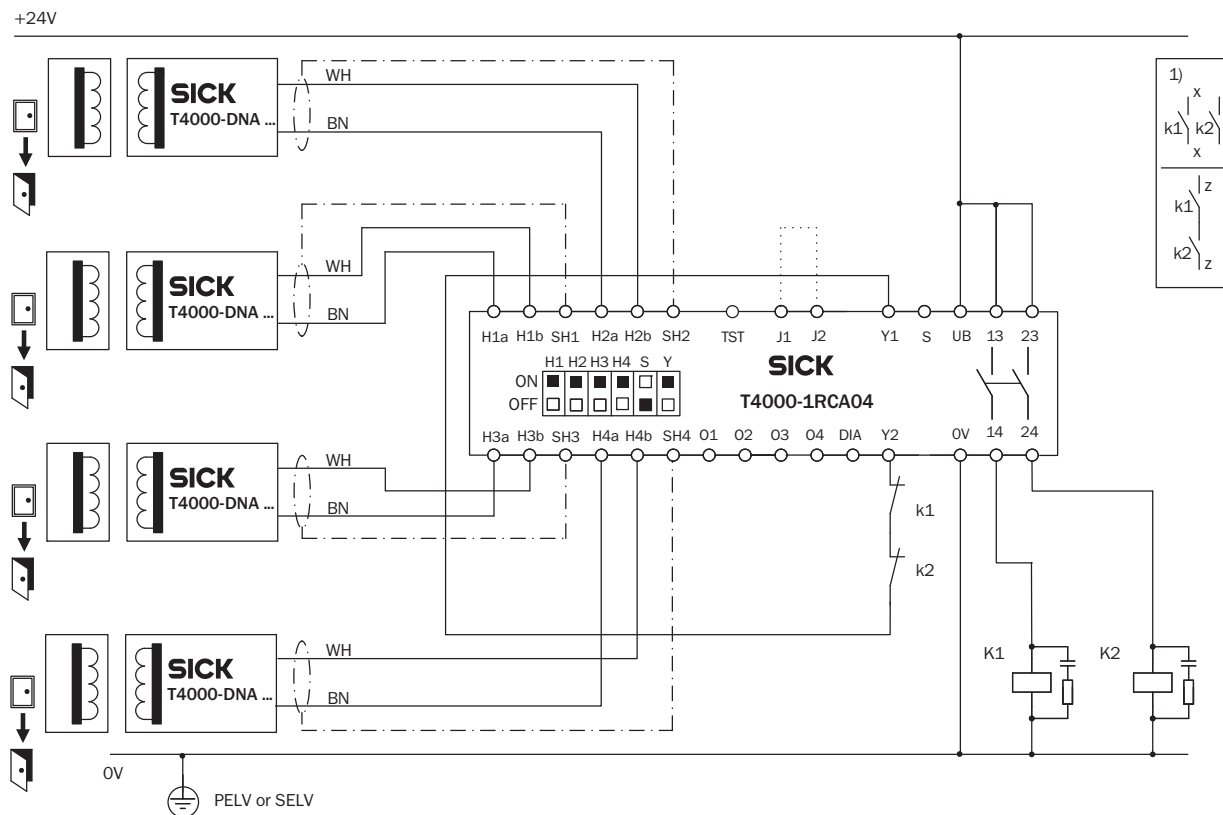 +24V
SICK
T4000-DNA ...
WH
BN
SICK
T4000-DNA ...
WH
BN
1)
x
k1 k2
x
z
k1
k2
z
H1a H1b SH1 H2a H2b SH2 TST J1 J2 Y1 S UB 13 23
H1 H2 H3 H4 S Y
ON
OFF
SICK
T4000-1RCA04
H3a H3b SH3 H4a H4b SH4 O1 O2 O3 O4 DIA Y2 0V 14 24
SICK
T4000-DNA ...
WH
BN
k1
k2
SICK
T4000-DNA ...
WH
BN
K1
K2
0V
PELV or SELV